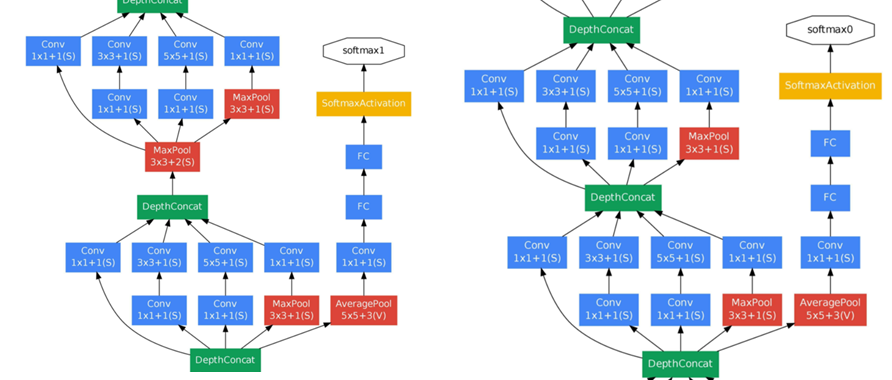 DepthConcat
Conv
1x1+1(S)
Conv
3x3+1(S)
Conv
5x5+1(S)
Conv
1x1+1(S)
softmax1
Conv
1x1+1(S)
Conv
1x1+1(S)
MaxPool
3x3+1(S)
SoftmaxActivation
MaxPool
3x3+2(S)
FC
DepthConcat
FC
Conv
1x1+1(S)
Conv
3x3+1(S)
Conv
5x5+1(S)
Conv
1x1+1(S)
Conv
1x1+1(S)
Conv
1x1+1(S)
Conv
1x1+1(S)
MaxPool
3x3+1(S)
AveragePool
5x5+3(V)
DepthConcat
DepthConcat
softmax0
Conv
1x1+1(S)
Conv
3x3+1(S)
Conv
5x5+1(S)
Conv
1x1+1(S)
SoftmaxActivation
Conv
1x1+1(S)
Conv
1x1+1(S)
MaxPool
3x3+1(S)
FC
DepthConcat
FC
Conv
1x1+1(S)
Conv
3x3+1(S)
Conv
5x5+1(S)
Conv
1x1+1(S)
Conv
1x1+1(S)
Conv
1x1+1(S)
Conv
1x1+1(S)
MaxPool
3x3+1(S)
AveragePool
5x5+3(V)
DepthConcat